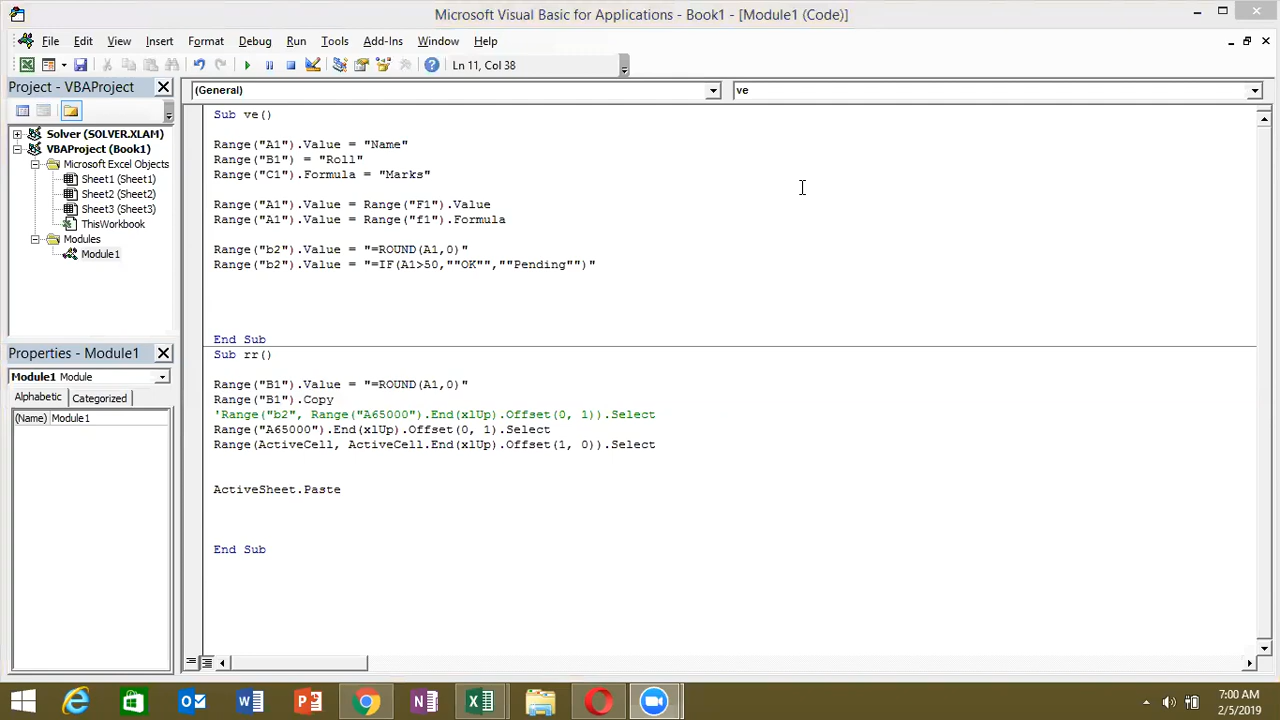 Microsoft Visual Basic for Applications - Book1 - [Module1 (Code)]
File Edit View Insert Format Debug Run Tools Add-Ins Window Help
Ln 11, Col 38
Project - VBAProject
(General)
ve
Solver (SOLVER.XLAM)
VBAProject (Book1)
Microsoft Excel Objects
Sheet1 (Sheet1)
Sheet2 (Sheet2)
Sheet3 (Sheet3)
ThisWorkbook
Modules
Module1
Properties - Module1
Module1 Module
Alphabetic Categorized
(Name) Module1
Sub ve()
Range("A1").Value = "Name"
Range("B1") = "Roll"
Range("C1").Formula = "Marks"
Range("A1").Value = Range("F1").Value
Range("A1").Value = Range("f1").Formula
Range("b2").Value = "=ROUND(A1,0)"
Range("b2").Value = "=IF(A1>50,""OK"",""Pending"")"
End Sub
Sub rr()
Range("B1").Value = "=ROUND(A1,0)"
Range("B1").Copy
'Range("b2", Range("A65000").End(xlUp).Offset(0, 1)).Select
Range("A65000").End(xlUp).Offset(0, 1).Select
Range(ActiveCell, ActiveCell.End(xlUp).Offset(1, 0)).Select
ActiveSheet.Paste
End Sub
7:00 AM
2/5/2019